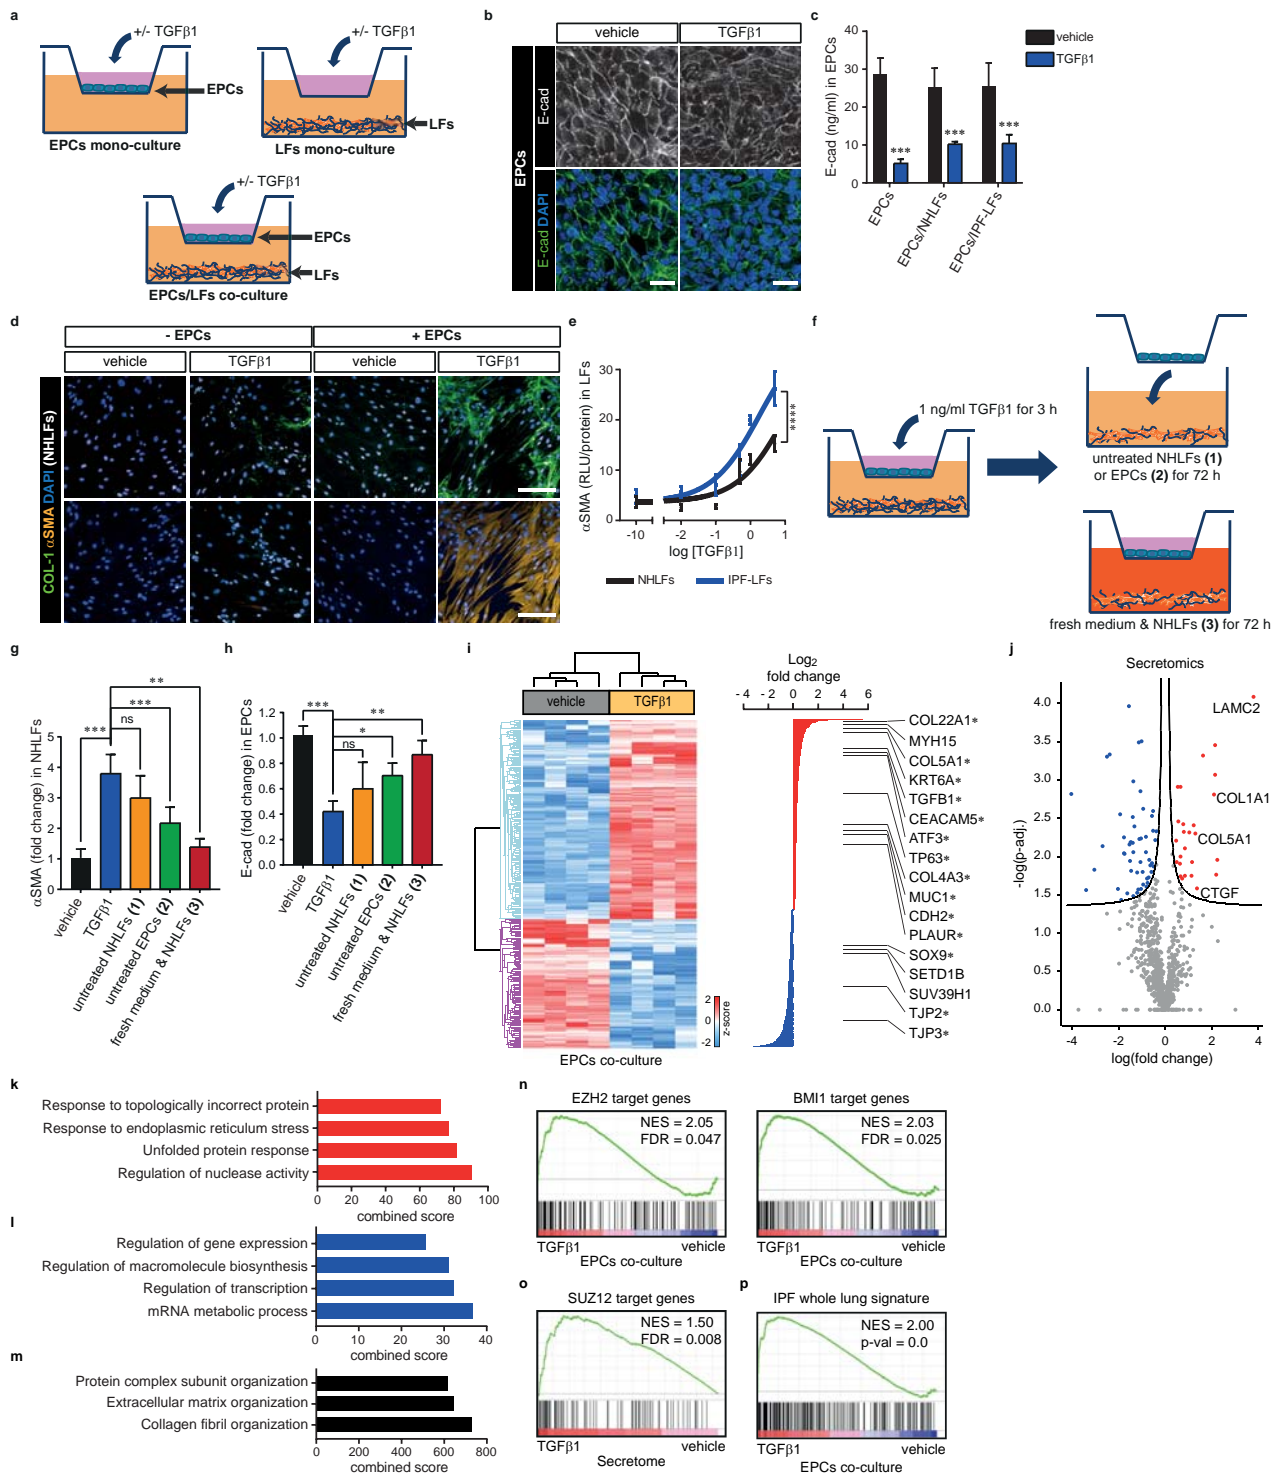 a
+/- TGFβ1
+/- TGFβ1
EPCs
LFs
EPCs mono-culture
LFs mono-culture
+/- TGFβ1
EPCs
LFs
EPCs/LFs co-culture
b
vehicle
TGFβ1
EPCs
E-cad
E-cad DAPI
c
vehicle
TGFβ1
E-cad (ng/ml) in EPCs
40
30
20
10
0
***
***
***
EPCs
EPCs/NHLFs
EPCs/IPF-LFs
d
- EPCs
+ EPCs
vehicle
TGFβ1
vehicle
TGFβ1
COL-1 αSMA DAPI (NHLFs)
e
αSMA (RLU/protein) in LFs
30
20
10
0
****
-10
-2
-1
0
1
log [TGFβ1]
NHLFs
IPF-LFs
f
1 ng/ml TGFβ1 for 3 h
untreated NHLFs (1)
or EPCs (2) for 72 h
fresh medium & NHLFs (3) for 72 h
g
αSMA (fold change) in NHLFs
5
4
3
2
1
0
**
***
ns
***
vehicle
TGFβ1
untreated NHLFs (1)
untreated EPCs (2)
fresh medium & NHLFs (3)
h
E-cad (fold change) in EPCs
1.2
1.0
0.8
0.6
0.4
0.2
0.0
***
**
*
ns
vehicle
TGFβ1
untreated NHLFs (1)
untreated EPCs (2)
fresh medium & NHLFs (3)
i
vehicle
TGFβ1
2
0
-2
z-score
EPCs co-culture
Log2
fold change
- 4
- 2
0
2
4
6
COL22A1*
MYH15
COL5A1*
KRT6A*
TGFB1*
CEACAM5*
ATF3*
TP63*
COL4A3*
MUC1*
CDH2*
PLAUR*
SOX9*
SETD1B
SUV39H1
TJP2*
TJP3*
j
Secretomics
-log(p-adj.)
4.0
3.0
2.0
1.5
1.0
0.5
0.0
LAMC2
COL1A1
COL5A1
CTGF
-4
-2
0
2
4
log(fold change)
k
Response to topologically incorrect protein
Response to endoplasmic reticulum stress
Unfolded protein response
Regulation of nuclease activity
0
20
40
60
80
100
combined score
l
Regulation of gene expression
Regulation of macromolecule biosynthesis
Regulation of transcription
mRNA metabolic process
0
10
20
30
40
combined score
m
Protein complex subunit organization
Extracellular matrix organization
Collagen fibril organization
0
200
400
600
800
combined score
n
EZH2 target genes
NES = 2.05
FDR = 0.047
TGFβ1
vehicle
EPCs co-culture
BMI1 target genes
NES = 2.03
FDR = 0.025
TGFβ1
vehicle
EPCs co-culture
o
SUZ12 target genes
NES = 1.50
FDR = 0.008
TGFβ1
vehicle
Secretome
p
IPF whole lung signature
NES = 2.00
p-val = 0.0
TGFβ1
vehicle
EPCs co-culture